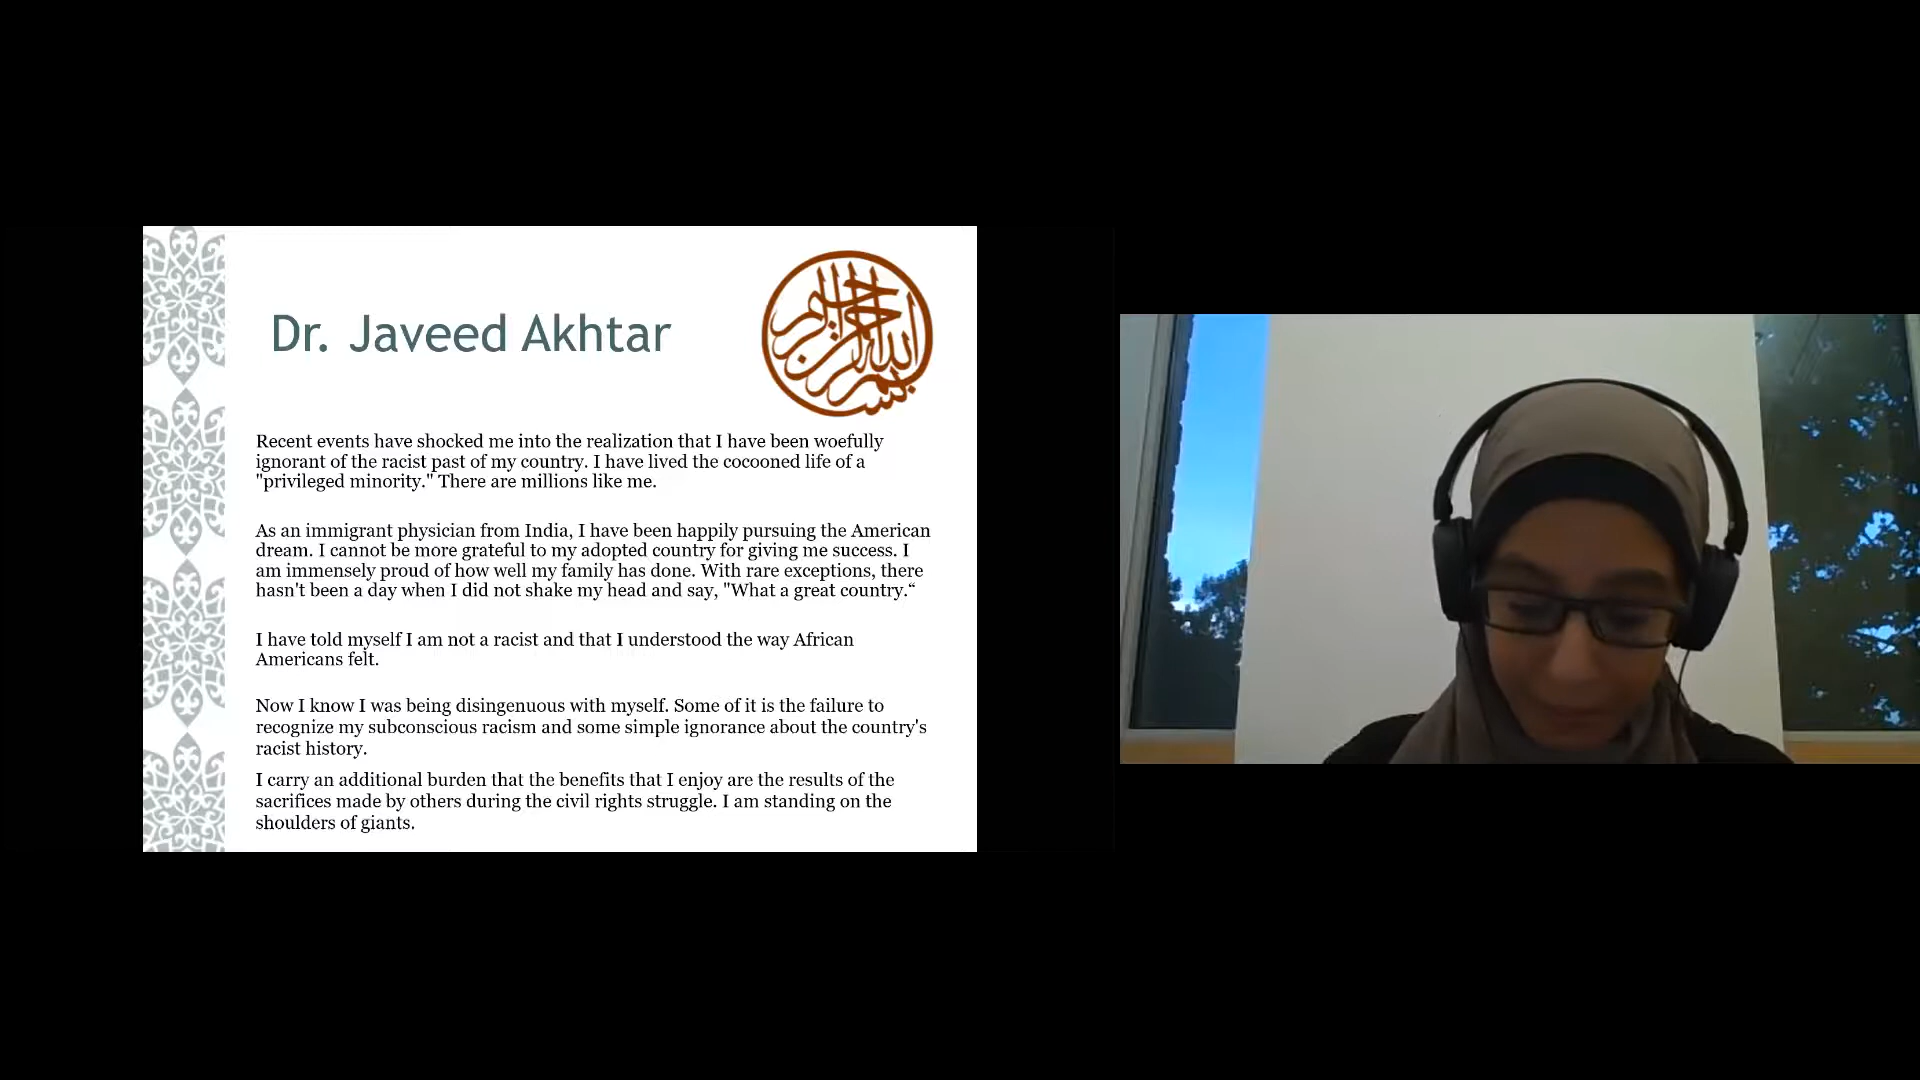 Dr. Javeed Akhtar
بسم الله الرحمن الرحيم
Recent events have shocked me into the realization that I have been woefully
ignorant of the racist past of my country. I have lived the cocooned life of a
"privileged minority." There are millions like me.
As an immigrant physician from India, I have been happily pursuing the American
dream. I cannot be more grateful to my adopted country for giving me success. I
am immensely proud of how well my family has done. With rare exceptions, there
hasn't been a day when I did not shake my head and say, "What a great country.“
I have told myself I am not a racist and that I understood the way African
Americans felt.
Now I know I was being disingenuous with myself. Some of it is the failure to
recognize my subconscious racism and some simple ignorance about the country's
racist history.
I carry an additional burden that the benefits that I enjoy are the results of the
sacrifices made by others during the civil rights struggle. I am standing on the
shoulders of giants.